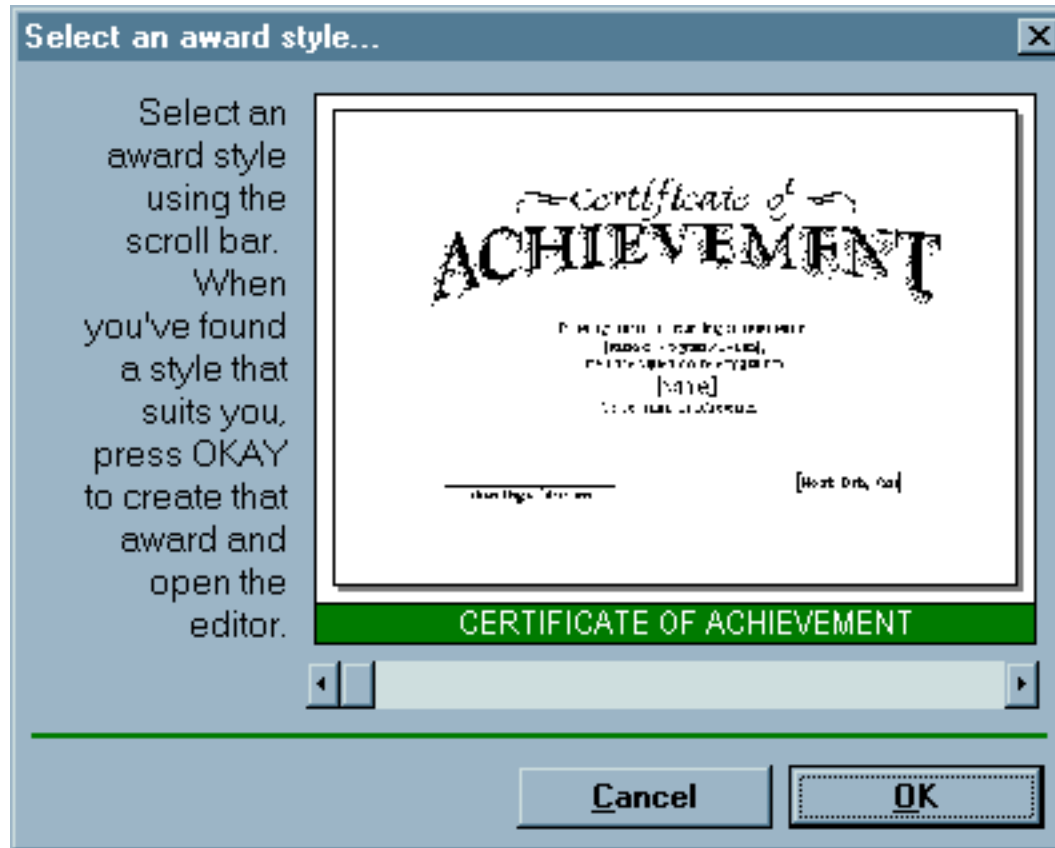 Select an award style...
Select an
award style
using the
scroll bar.
When
you've found
a style that
suits you,
press OKAY
to create that
award and
open the
editor.
Certificate of
ACHIEVEMENT
[Name]
CERTIFICATE OF ACHIEVEMENT
Cancel
OK